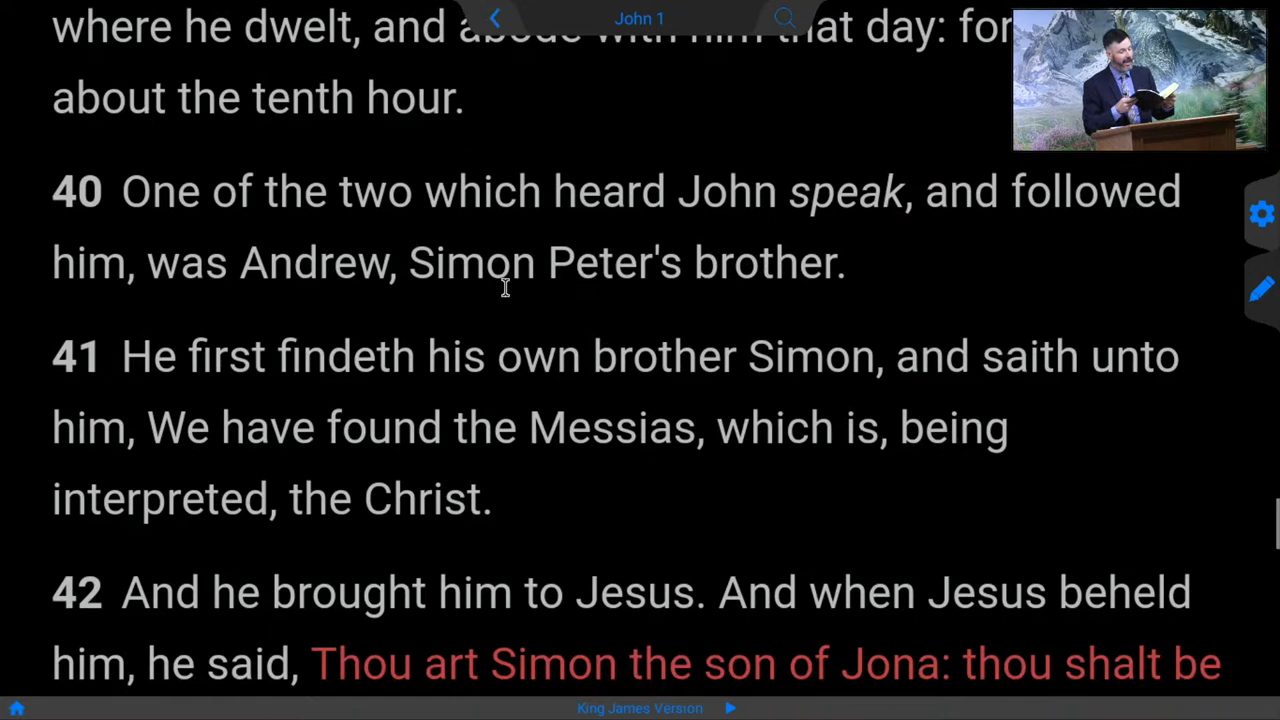 John 1
where he dwelt, and abode with him that day: for
about the tenth hour.
40 One of the two which heard John speak, and followed
him, was Andrew, Simon Peter's brother.
41 He first findeth his own brother Simon, and saith unto
him, We have found the Messias, which is, being
interpreted, the Christ.
42 And he brought him to Jesus. And when Jesus beheld
him, he said, Thou art Simon the son of Jona: thou shalt be
King James Version